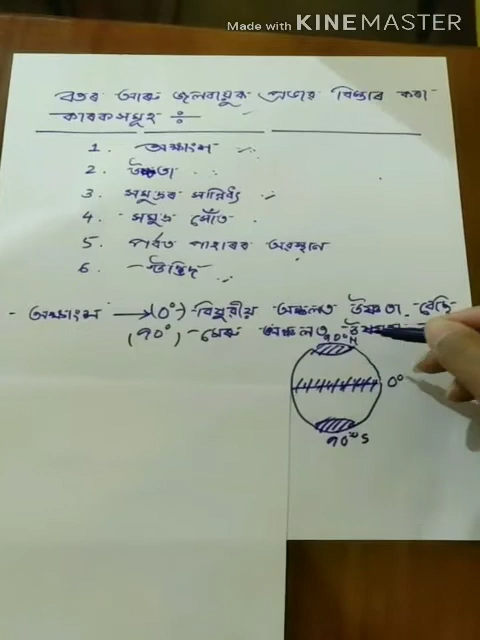 Made with KINEMASTER
বতৰ আৰু জলবায়ুক প্ৰভাৱ বিস্তাৰ কৰা
কাৰকসমূহ ÷
1. অক্ষাংশ
2. উচ্চতা
3. সমুদ্ৰৰ সান্নিধ্য
4. সমুদ্ৰ সোঁত
5. পৰ্বত পাহাৰৰ অৱস্থান
6. উদ্ভিদ
- অক্ষাংশ → (0°) - বিষুৱীয় অঞ্চলত উষ্ণতা বেছি
(90°) - মেৰু অঞ্চলত
90°N
0°
90°S